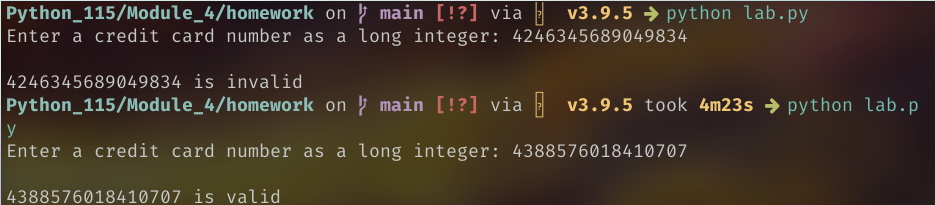 Python_115/Module_4/homework on  main [!?] via  v3.9.5 ➜ python lab.py
Enter a credit card number as a long integer: 4246345689049834
4246345689049834 is invalid
Python_115/Module_4/homework on  main [!?] via  v3.9.5 took 4m23s ➜ python lab.p
y
Enter a credit card number as a long integer: 4388576018410707
4388576018410707 is valid